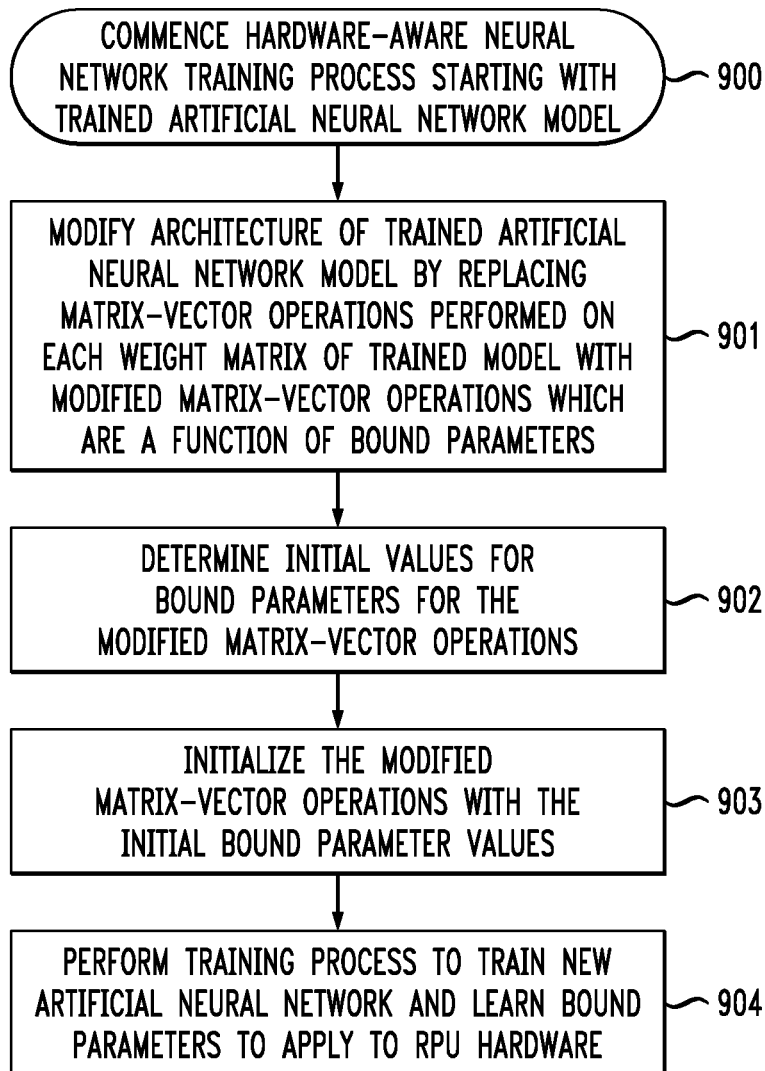 COMMENCE HARDWARE-AWARE NEURAL
NETWORK TRAINING PROCESS STARTING WITH
TRAINED ARTIFICIAL NEURAL NETWORK MODEL
900
MODIFY ARCHITECTURE OF TRAINED ARTIFICIAL
NEURAL NETWORK MODEL BY REPLACING
MATRIX-VECTOR OPERATIONS PERFORMED ON
EACH WEIGHT MATRIX OF TRAINED MODEL WITH
MODIFIED MATRIX-VECTOR OPERATIONS WHICH
ARE A FUNCTION OF BOUND PARAMETERS
901
DETERMINE INITIAL VALUES FOR
BOUND PARAMETERS FOR THE
MODIFIED MATRIX-VECTOR OPERATIONS
902
INITIALIZE THE MODIFIED
MATRIX-VECTOR OPERATIONS WITH THE
INITIAL BOUND PARAMETER VALUES
903
PERFORM TRAINING PROCESS TO TRAIN NEW
ARTIFICIAL NEURAL NETWORK AND LEARN BOUND
PARAMETERS TO APPLY TO RPU HARDWARE
904